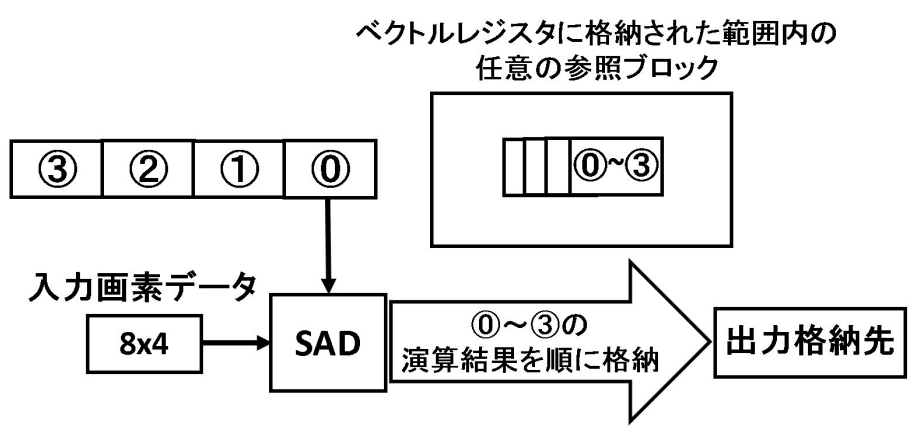 ベクトルレジスタに格納された範囲内の
任意の参照ブロック
⓪~③
③ ② ① ⓪
入力画素データ
8x4
SAD
⓪～③の
演算結果を順に格納
出力格納先